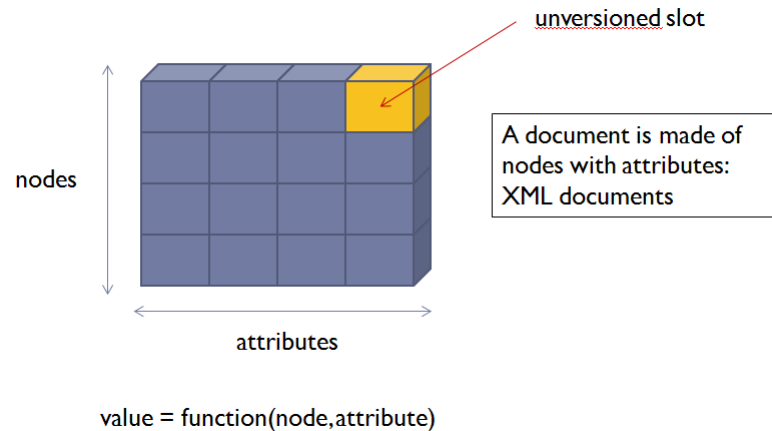 unversioned slot
nodes
A document is made of
nodes with attributes:
XML documents
attributes
value = function(node,attribute)